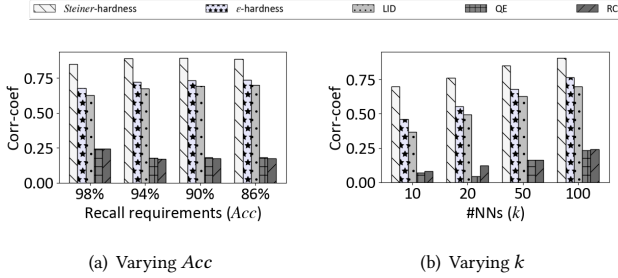 Steiner-hardness ε-hardness LID QE RC
Corr-coef
0.75
0.50
0.25
0.00
98% 94% 90% 86%
Recall requirements (Acc)
(a) Varying Acc
Corr-coef
0.75
0.50
0.25
0.00
10 20 50 100
#NNs (k)
(b) Varying k